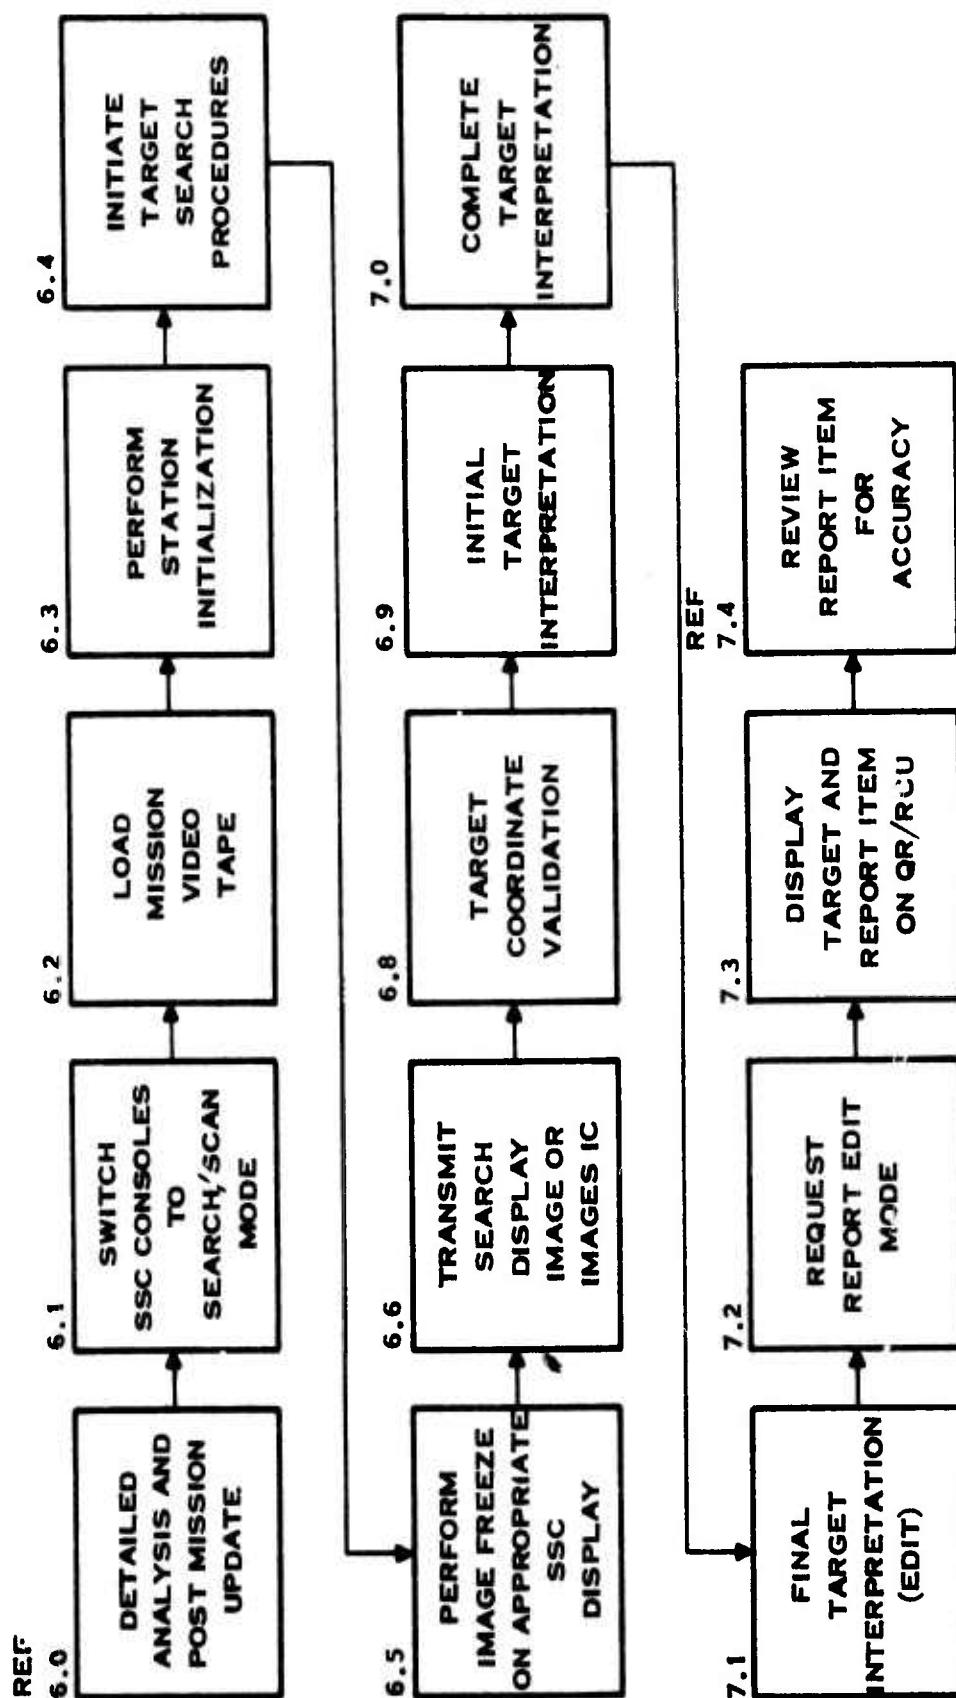 REF
6.0
DETAILED
ANALYSIS AND
POST MISSION
UPDATE
6.1
SWITCH
SSC CONSOLES
TO
SEARCH/SCAN
MODE
6.2
LOAD
MISSION
VIDEO
TAPE
6.3
PERFORM
STATION
INITIALIZATION
6.4
INITIATE
TARGET
SEARCH
PROCEDURES
6.5
PERFORM
IMAGE FREEZE
ON APPROPRIATE
SSC
DISPLAY
6.6
TRANSMIT
SEARCH
DISPLAY
IMAGE OR
IMAGES IC
6.8
TARGET
COORDINATE
VALIDATION
6.9
INITIAL
TARGET
INTERPRETATION
7.0
COMPLETE
TARGET
INTERPRETATION
7.1
FINAL
TARGET
INTERPRETATION
(EDIT)
7.2
REQUEST
REPORT EDIT
MODE
7.3
DISPLAY
TARGET AND
REPORT ITEM
ON QR/RCU
REF
7.4
REVIEW
REPORT ITEM
FOR
ACCURACY